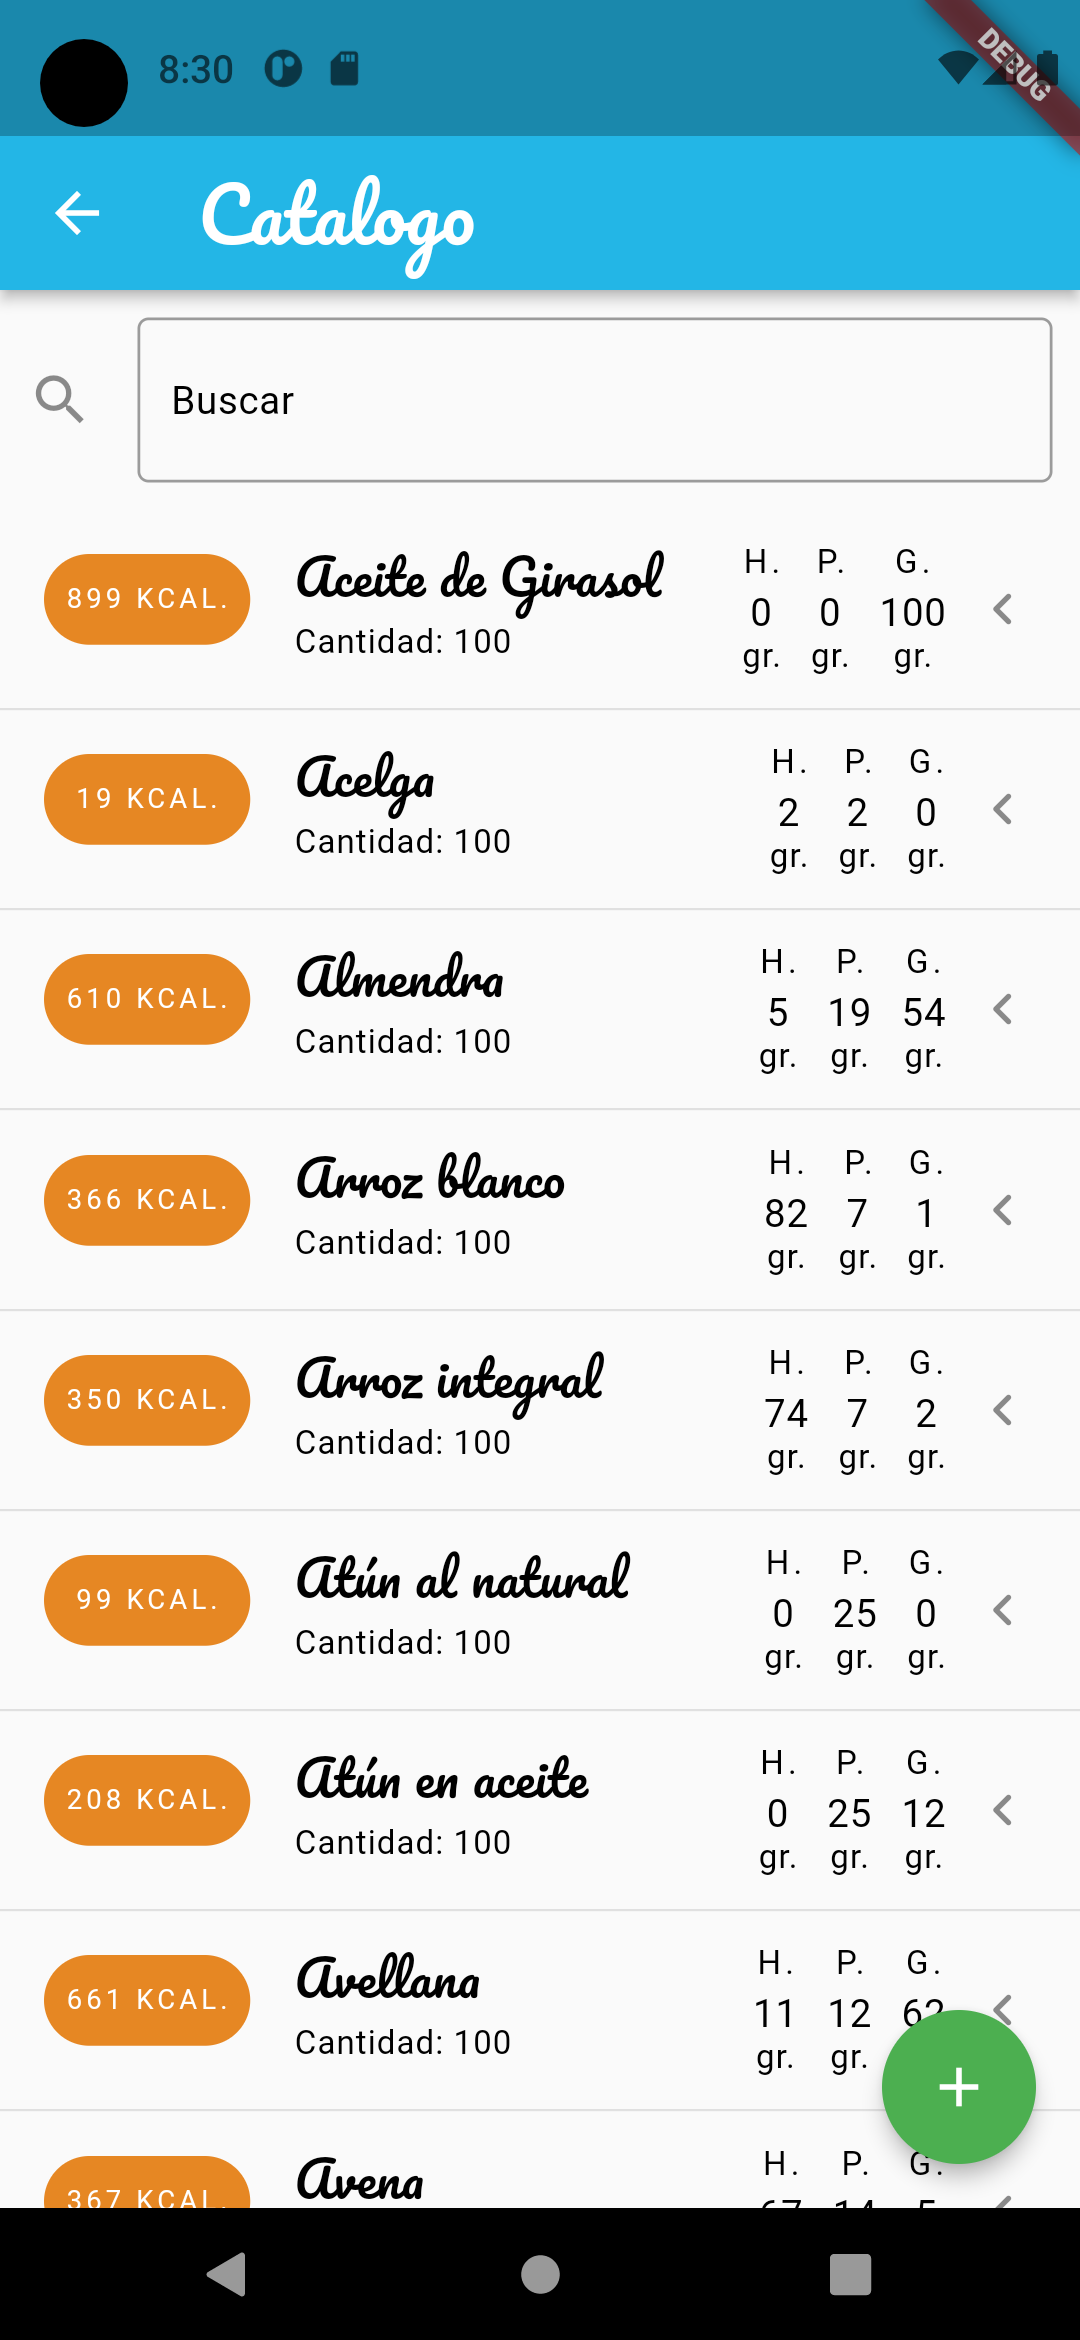 8:30
DEBUG
Catalogo
Buscar
899 KCAL.
Aceite de Girasol
Cantidad: 100
H. P. G.
0 0 100
gr. gr. gr.
19 KCAL.
Acelga
Cantidad: 100
H. P. G.
2 2 0
gr. gr. gr.
610 KCAL.
Almendra
Cantidad: 100
H. P. G.
5 19 54
gr. gr. gr.
366 KCAL.
Arroz blanco
Cantidad: 100
H. P. G.
82 7 1
gr. gr. gr.
350 KCAL.
Arroz integral
Cantidad: 100
H. P. G.
74 7 2
gr. gr. gr.
99 KCAL.
Atún al natural
Cantidad: 100
H. P. G.
0 25 0
gr. gr. gr.
208 KCAL.
Atún en aceite
Cantidad: 100
H. P. G.
0 25 12
gr. gr. gr.
661 KCAL.
Avellana
Cantidad: 100
H. P. G.
11 12 62
gr. gr.
367 KCAL.
Avena
H. P. G.
67 14 5